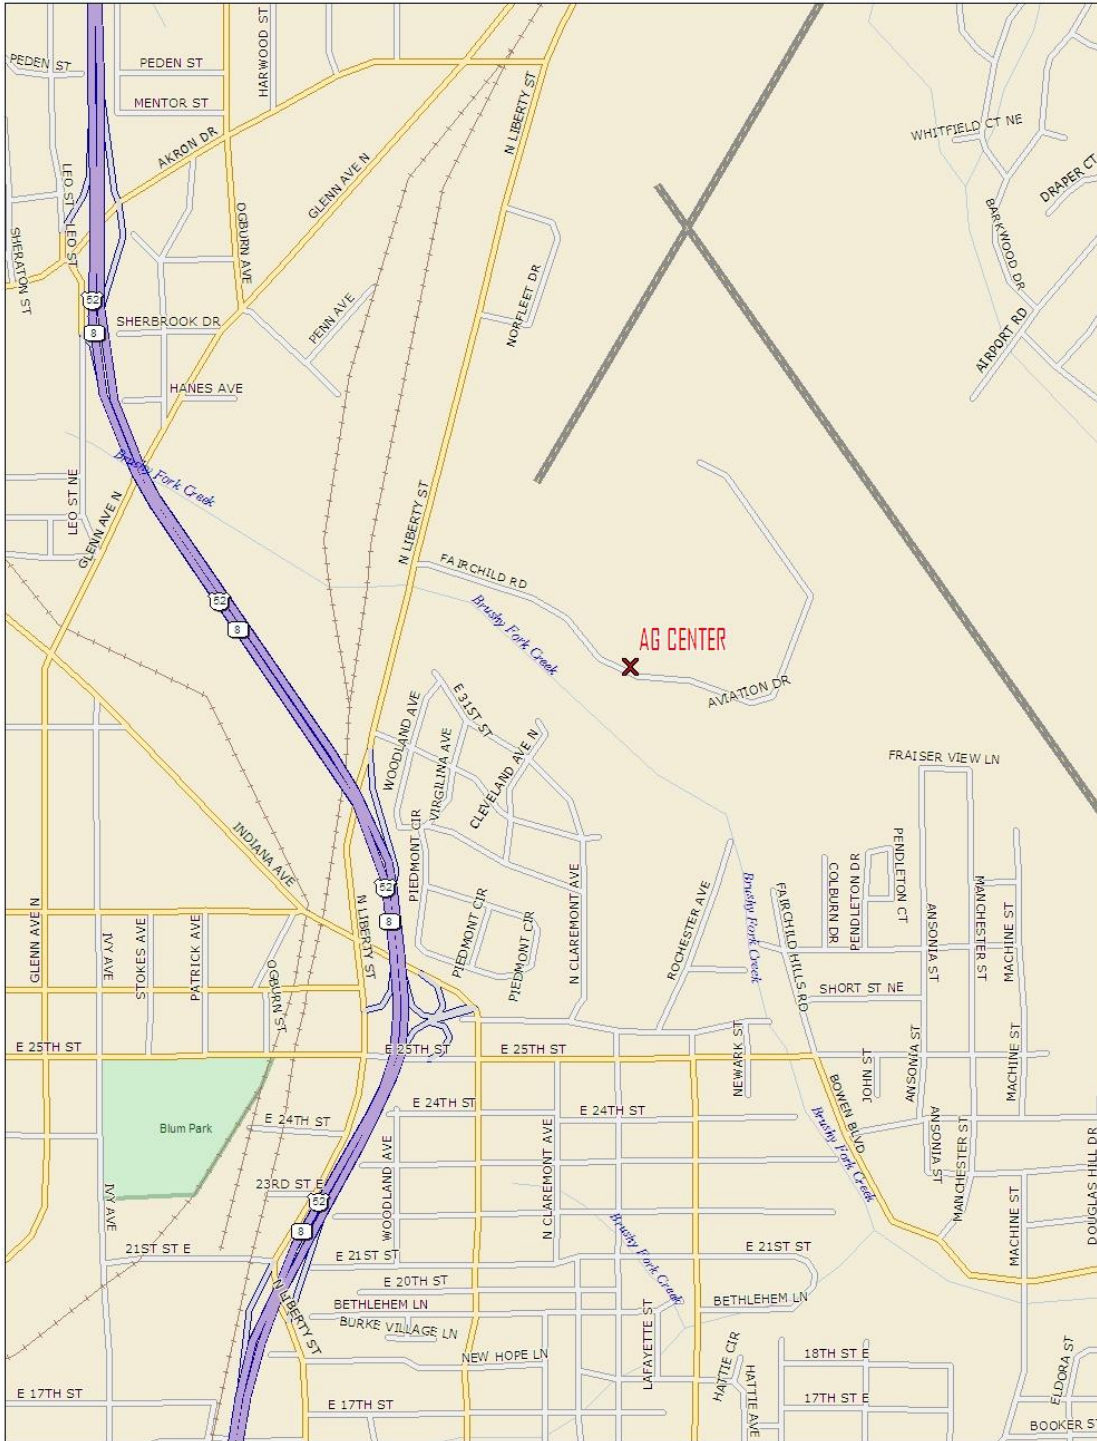 PEDEN ST
PEDEN ST
HARWOOD ST
MENTOR ST
AKRON DR
N LIBERTY ST
WHITFIELD CT NE
DRAPER CT
LEO ST
LEO ST
GLENN AVE N
OGBURN AVE
SHERATON ST
BARKWOOD DR
52
8
SHERBROOK DR
PENN AVE
NORFLEET DR
AIRPORT RD
HANES AVE
Brushy Fork Creek
LEO ST NE
GLENN AVE N
N LIBERTY ST
FAIRCHILD RD
52
8
Brushy Fork Creek
AG CENTER
AVIATION DR
WOODLAND AVE
E 31ST ST
VIRGILINA AVE
CLEVELAND AVE N
FRAISER VIEW LN
INDIANA AVE
PIEDMONT CIR
52
8
N LIBERTY ST
PIEDMONT CIR
PIEDMONT CIR
N CLAREMONT AVE
ROCHESTER AVE
Brushy Fork Creek
FAIRCHILD HILLS RD
COLBURN DR
PENDLETON DR
PENDLETON CT
ANSONIA ST
MANCHESTER ST
MACHINE ST
GLENN AVE N
IVY AVE
STOKES AVE
PATRICK AVE
OGBURN ST
SHORT ST NE
E 25TH ST
E 25TH ST
E 25TH ST
NEWARK ST
JOHN ST
ANSONIA ST
MACHINE ST
Blum Park
E 24TH ST
E 24TH ST
E 24TH ST
BOWEN BLVD
Brushy Fork Creek
ANSONIA ST
MANCHESTER ST
DOUGLAS HILL DR
23RD ST E
52
8
WOODLAND AVE
N CLAREMONT AVE
IVY AVE
MACHINE ST
21ST ST E
E 21ST ST
Brushy Fork Creek
E 21ST ST
E 20TH ST
N LIBERTY ST
BETHLEHEM LN
BETHLEHEM LN
BURKE VILLAGE LN
LAFAYETTE ST
NEW HOPE LN
HATTIE CIR
HATTIE AVE
18TH ST E
ELDORA ST
E 17TH ST
E 17TH ST
17TH ST E
BOOKER ST